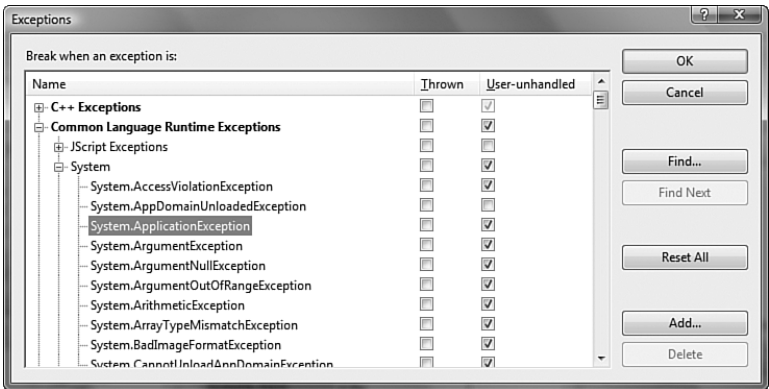 Exceptions
Break when an exception is:
Name Thrown User-unhandled
C++ Exceptions
Common Language Runtime Exceptions
JScript Exceptions
System
System.AccessViolationException
System.AppDomainUnloadedException
System.ApplicationException
System.ArgumentException
System.ArgumentNullException
System.ArgumentOutOfRangeException
System.ArithmeticException
System.ArrayTypeMismatchException
System.BadImageFormatException
System.CannotUnloadAppDomainException
OK
Cancel
Find...
Find Next
Reset All
Add...
Delete